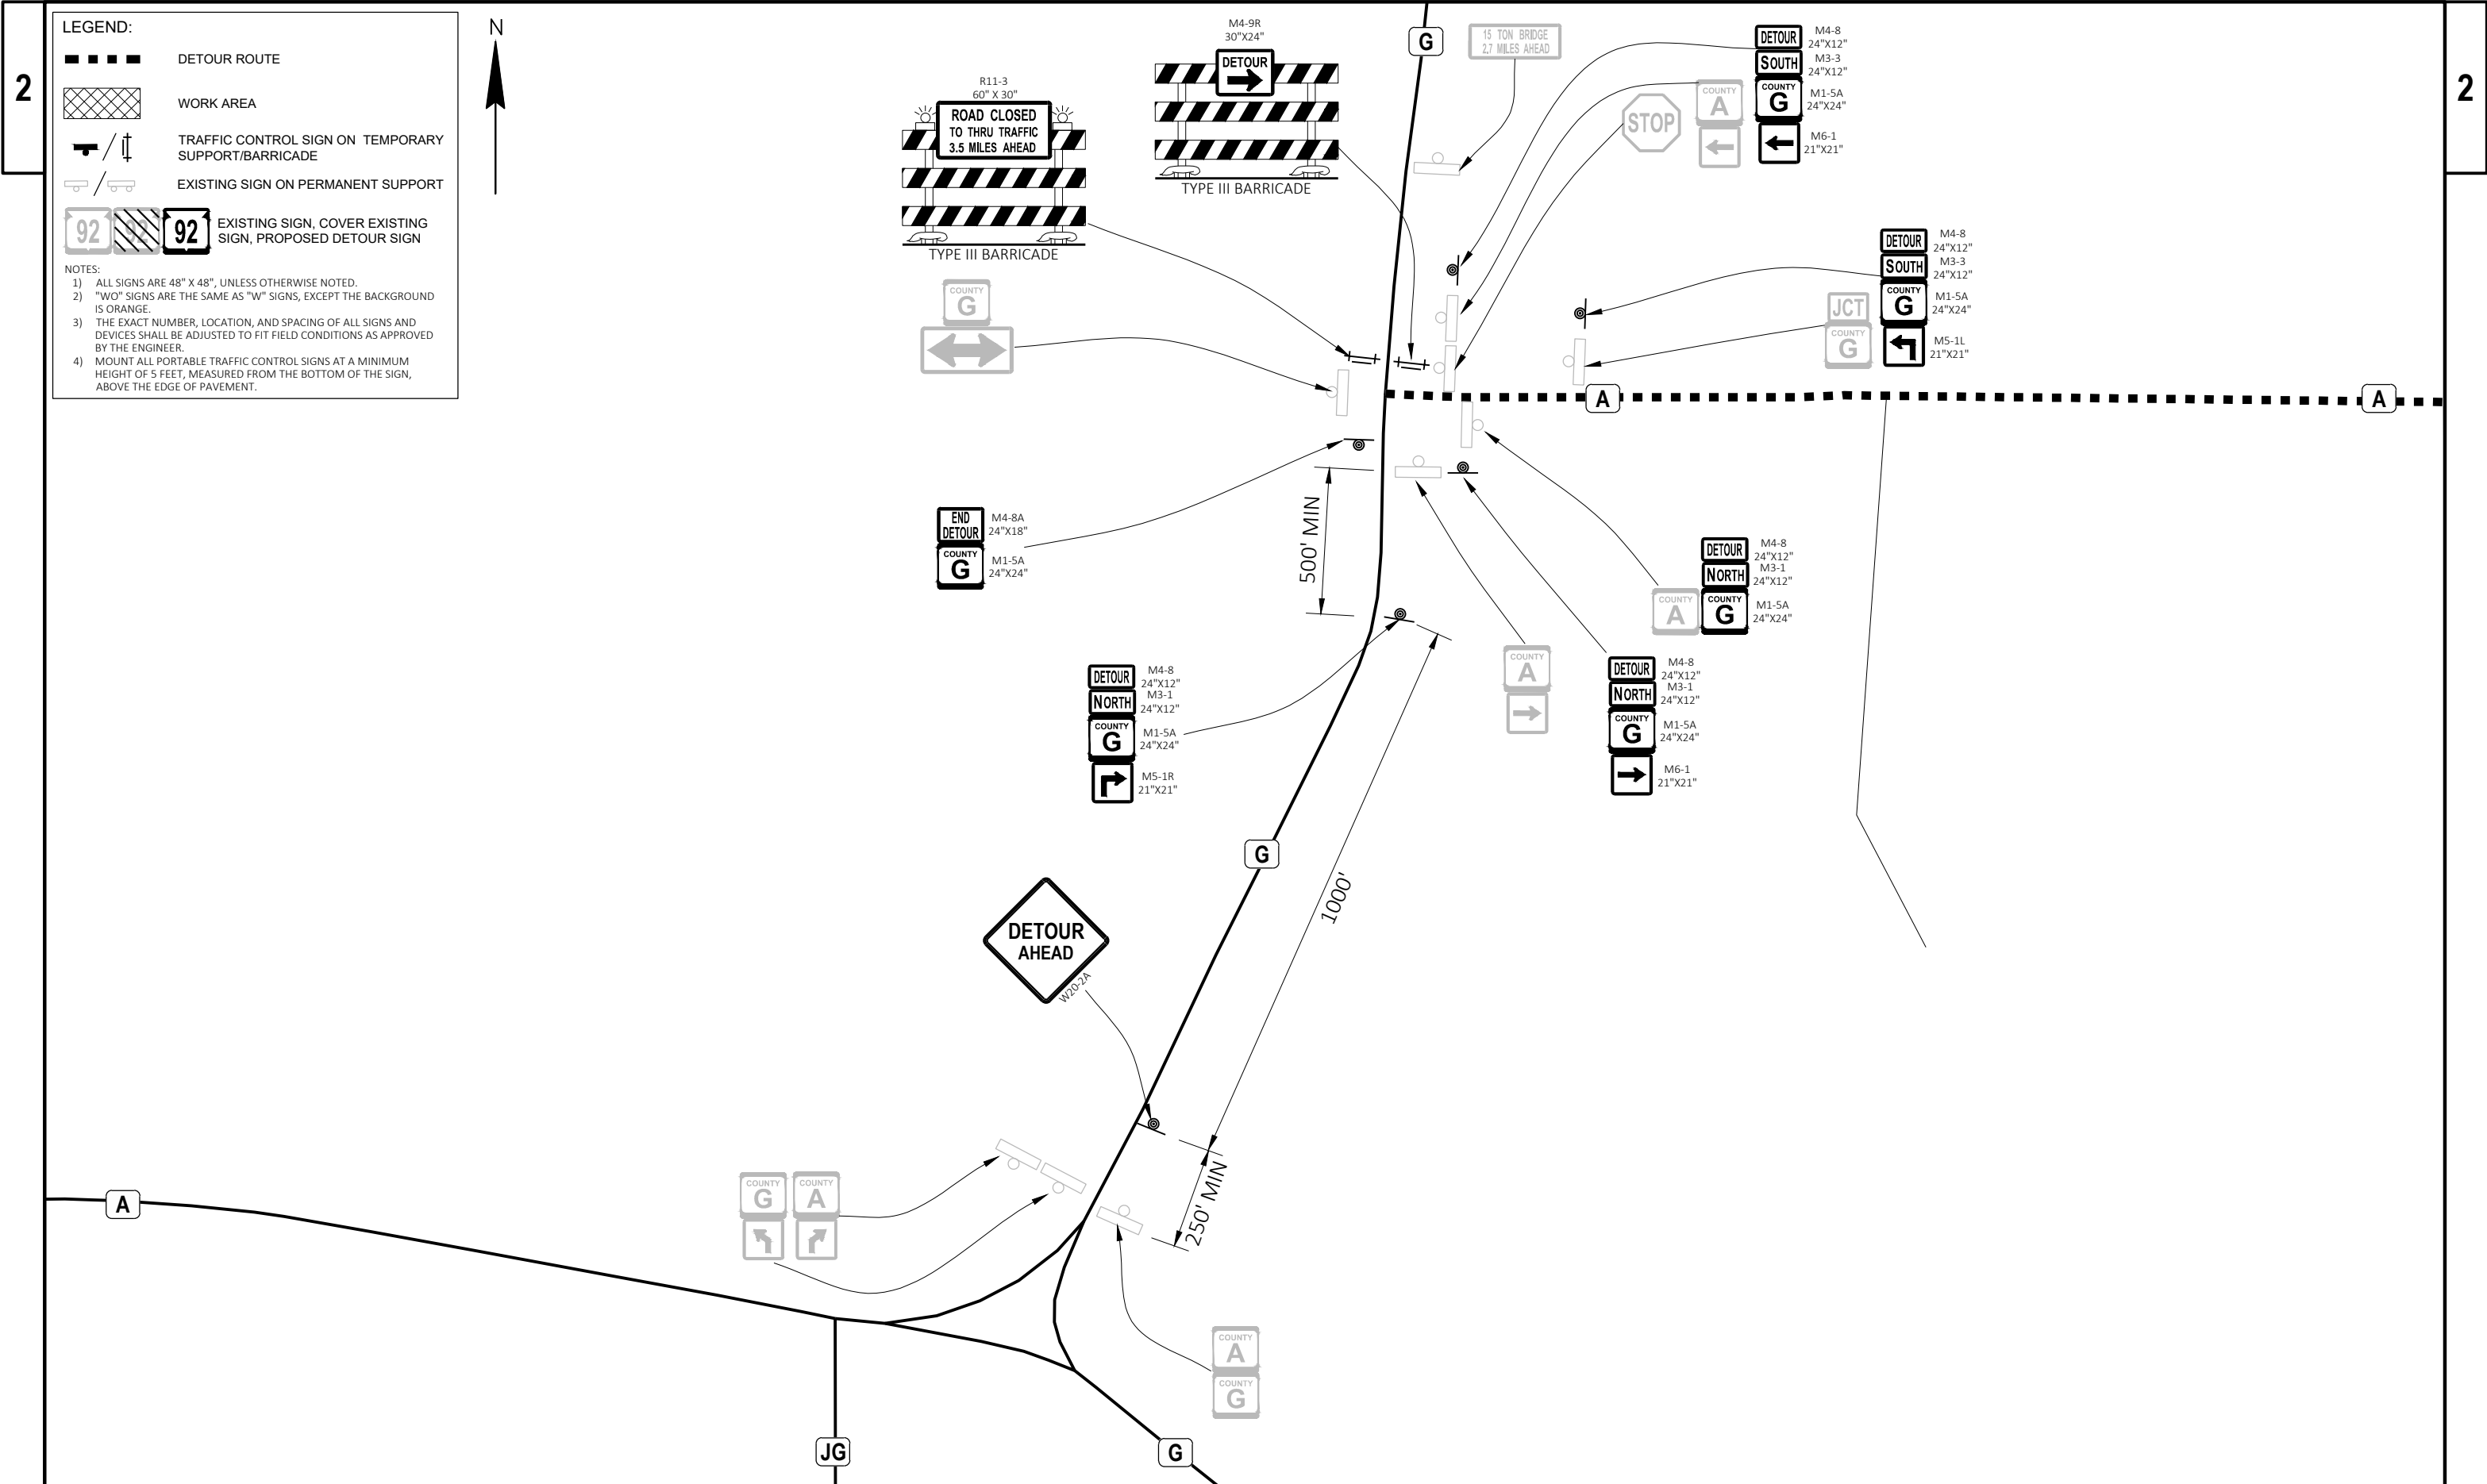 2
LEGEND:
DETOUR ROUTE
WORK AREA
TRAFFIC CONTROL SIGN ON TEMPORARY
SUPPORT/BARRICADE
EXISTING SIGN ON PERMANENT SUPPORT
92 92 92
EXISTING SIGN, COVER EXISTING
SIGN, PROPOSED DETOUR SIGN
NOTES:
1) ALL SIGNS ARE 48" X 48", UNLESS OTHERWISE NOTED.
2) "WO" SIGNS ARE THE SAME AS "W" SIGNS, EXCEPT THE BACKGROUND
IS ORANGE.
3) THE EXACT NUMBER, LOCATION, AND SPACING OF ALL SIGNS AND
DEVICES SHALL BE ADJUSTED TO FIT FIELD CONDITIONS AS APPROVED
BY THE ENGINEER.
4) MOUNT ALL PORTABLE TRAFFIC CONTROL SIGNS AT A MINIMUM
HEIGHT OF 5 FEET, MEASURED FROM THE BOTTOM OF THE SIGN,
ABOVE THE EDGE OF PAVEMENT.
N
R11-3
60" X 30"
ROAD CLOSED
TO THRU TRAFFIC
3.5 MILES AHEAD
TYPE III BARRICADE
M4-9R
30"X24"
DETOUR
TYPE III BARRICADE
G
15 TON BRIDGE
2.7 MILES AHEAD
STOP
COUNTY
A
DETOUR
M4-8
24"X12"
SOUTH
M3-3
24"X12"
COUNTY
G
M1-5A
24"X24"
M6-1
21"X21"
2
COUNTY
G
JCT
COUNTY
G
DETOUR
M4-8
24"X12"
SOUTH
M3-3
24"X12"
COUNTY
G
M1-5A
24"X24"
M5-1L
21"X21"
A
A
END
DETOUR
M4-8A
24"X18"
COUNTY
G
M1-5A
24"X24"
500' MIN
DETOUR
M4-8
24"X12"
NORTH
M3-1
24"X12"
COUNTY
A
COUNTY
G
M1-5A
24"X24"
DETOUR
M4-8
24"X12"
NORTH
M3-1
24"X12"
COUNTY
G
M1-5A
24"X24"
M5-1R
21"X21"
COUNTY
A
DETOUR
M4-8
24"X12"
NORTH
M3-1
24"X12"
COUNTY
G
M1-5A
24"X24"
M6-1
21"X21"
G
1000'
DETOUR
AHEAD
W20-2A
250' MIN
A
COUNTY
G
COUNTY
A
COUNTY
A
COUNTY
G
JG
G